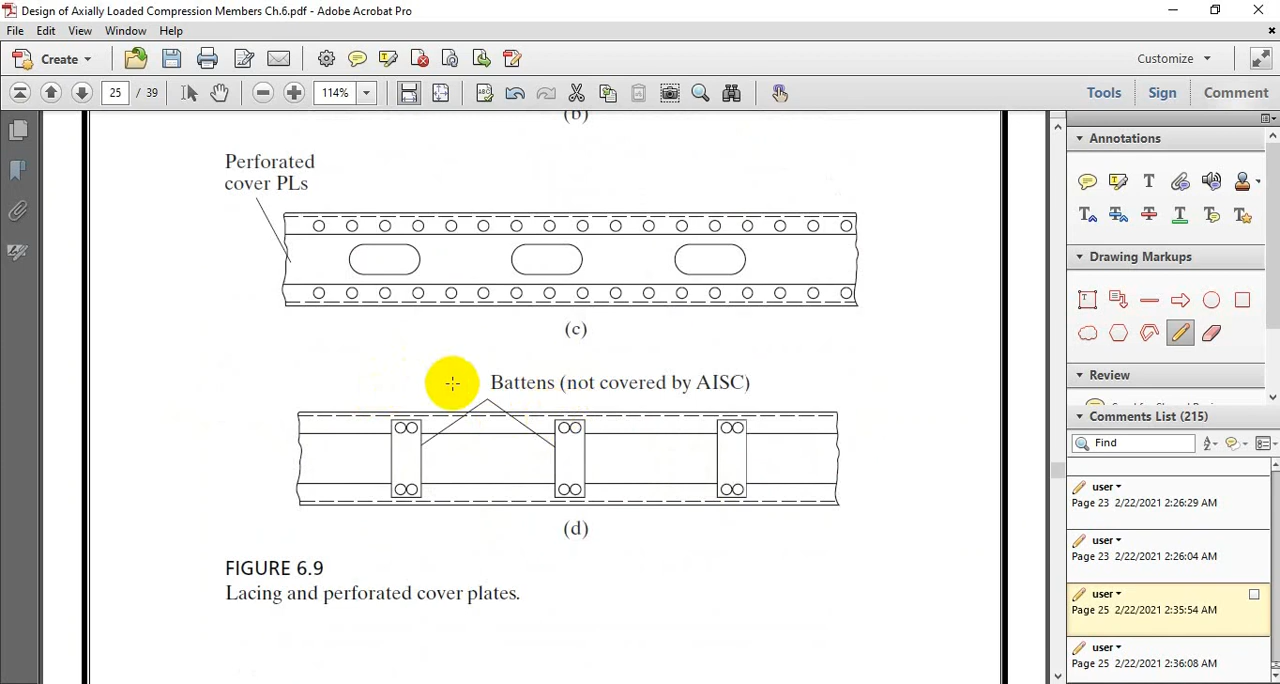 Design of Axially Loaded Compression Members Ch.6.pdf - Adobe Acrobat Pro
File Edit View Window Help
Create
Customize
25 / 39
114%
Tools Sign Comment
(b)
Perforated
cover PLs
(c)
Battens (not covered by AISC)
(d)
FIGURE 6.9
Lacing and perforated cover plates.
Annotations
Drawing Markups
Review
Comments List (215)
Find
user
Page 23 2/22/2021 2:26:29 AM
user
Page 23 2/22/2021 2:26:04 AM
user
Page 25 2/22/2021 2:35:54 AM
user
Page 25 2/22/2021 2:36:08 AM